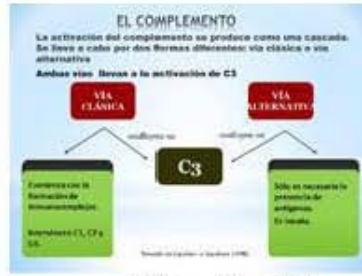 EL COMPLEMENTO
La activación del complemento se produce como una cascada.
Se lleva a cabo por dos formas diferentes: vía clásica o vía
alternativa
Ambas vías llevan a la activación de C3
VÍA
CLÁSICA
VÍA
ALTERNATIVA
C3
Comienza con la
formación de
inmunocomplejos.
Intervienen C1, C2 y
C4.
Sólo es necesaria la
presencia de
antígenos.
Es innata.